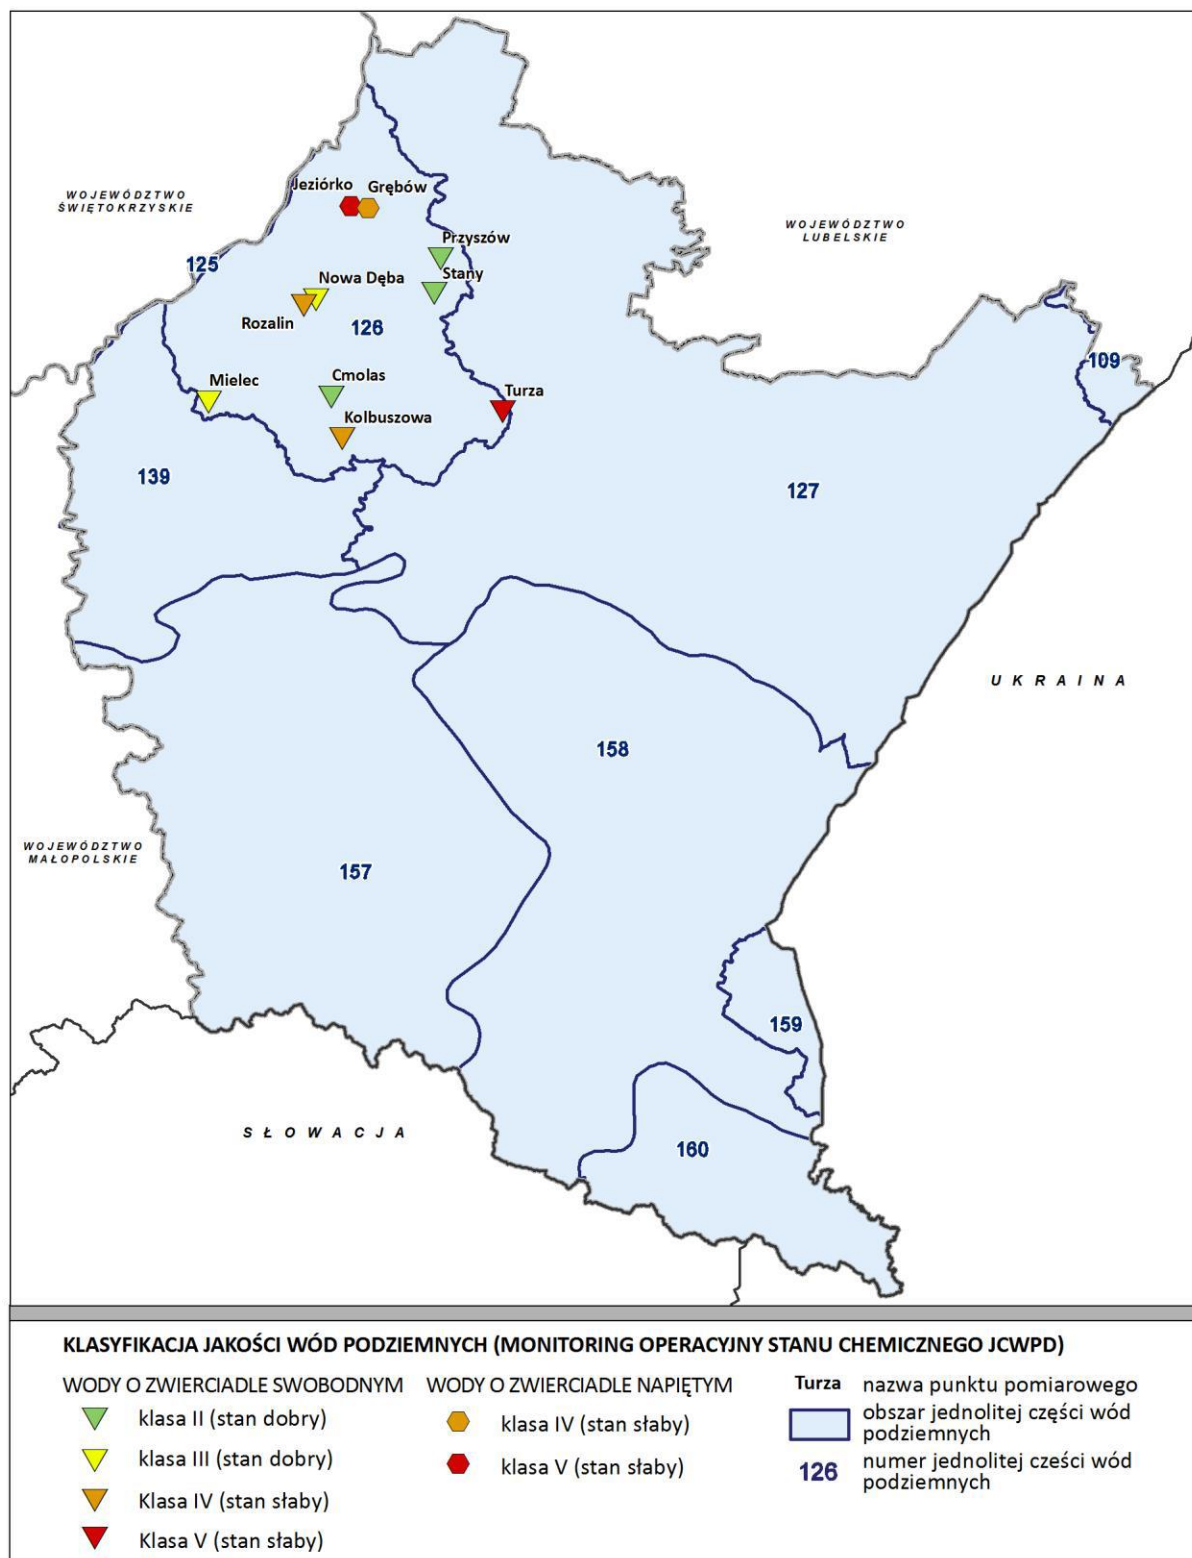 Jeziórko
Grębów
WOJEWÓDZTWO
ŚWIĘTOKRZYSKIE
WOJEWÓDZTWO
LUBELSKIE
Przyszów
125
Stany
Nowa Dęba
Rozalin
126
109
Mielec
Cmolas
Turza
Kolbuszowa
139
127
UKRAINA
158
WOJEWÓDZTWO
MAŁOPOLSKIE
157
159
SŁOWACJA
160
KLASYFIKACJA JAKOŚCI WÓD PODZIEMNYCH (MONITORING OPERACYJNY STANU CHEMICZNEGO JCWPD)
WODY O ZWIERCIADLE SWOBODNYM
klasa II (stan dobry)
klasa III (stan dobry)
Klasa IV (stan słaby)
Klasa V (stan słaby)
WODY O ZWIERCIADLE NAPIĘTYM
klasa IV (stan słaby)
klasa V (stan słaby)
Turza nazwa punktu pomiarowego
obszar jednolitej części wód
podziemnych
126 numer jednolitej cześci wód
podziemnych